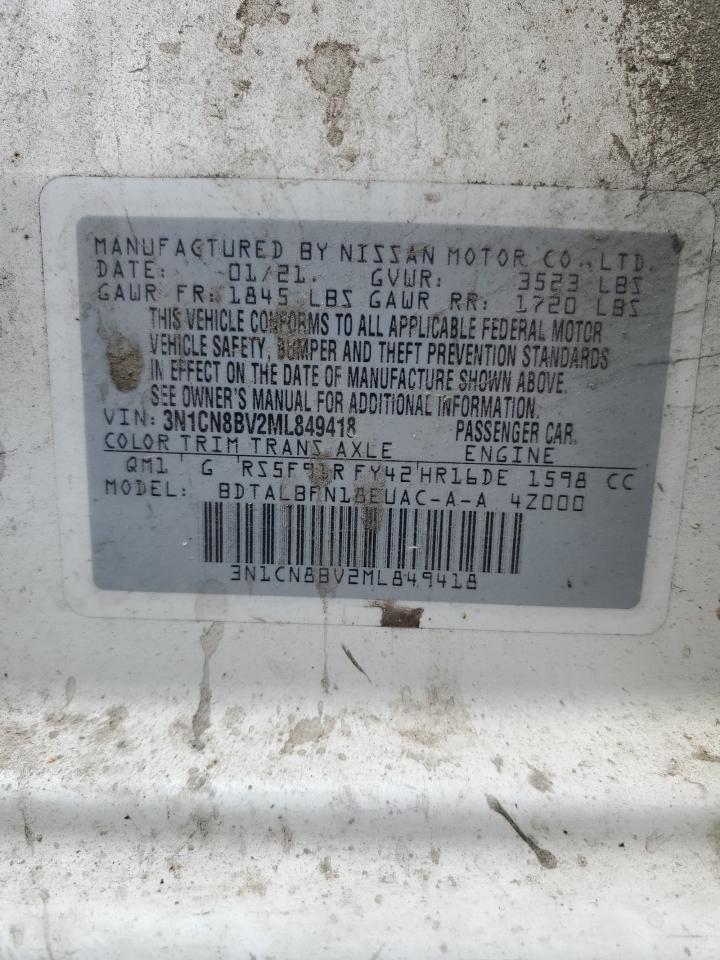 MANUFACTURED BY NISSAN MOTOR CO.,LTD.
DATE: 01/21. GVWR: 3523 LBS
GAWR FR: 1845 LBS GAWR RR: 1720 LBS
THIS VEHICLE CONFORMS TO ALL APPLICABLE FEDERAL MOTOR
VEHICLE SAFETY, BUMPER AND THEFT PREVENTION STANDARDS
IN EFFECT ON THE DATE OF MANUFACTURE SHOWN ABOVE.
SEE OWNER'S MANUAL FOR ADDITIONAL INFORMATION.
VIN: 3N1CN8BV2ML849418 PASSENGER CAR.
COLOR TRIM TRANS AXLE ENGINE
QM1 G RS5F91R FY42 HR16DE 1598 CC
MODEL: BDTALBFN18EUAC-A-A 4Z000
3N1CN8BV2ML849418